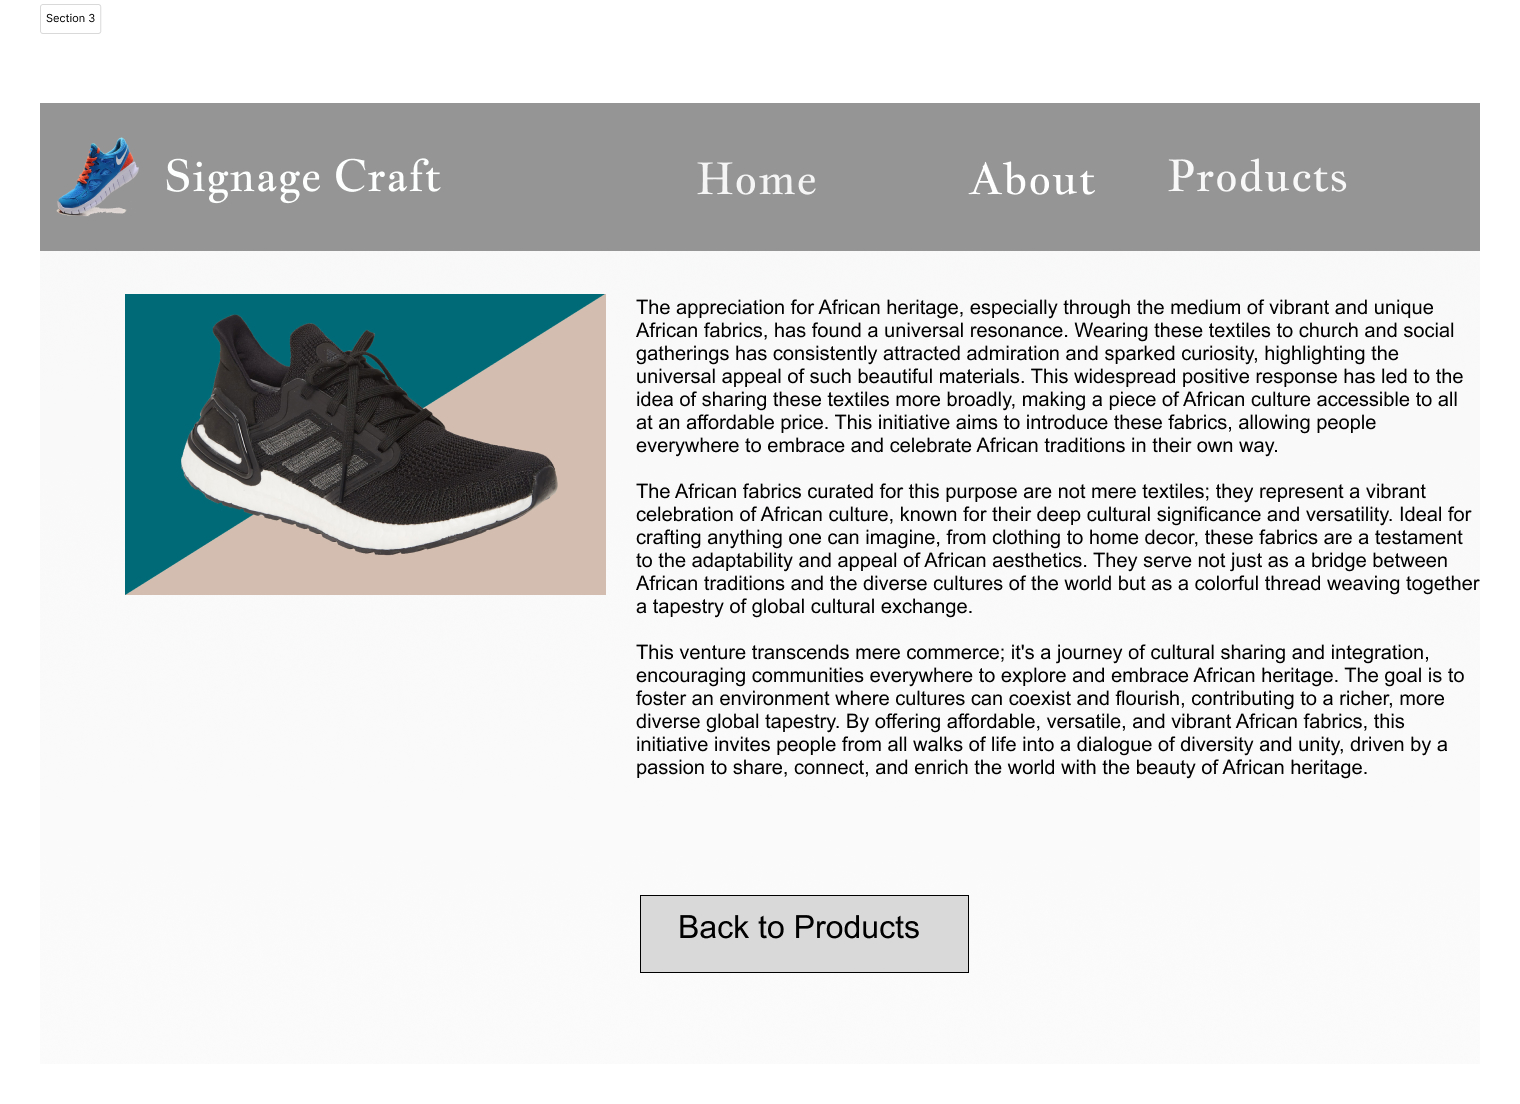 Section 3
Signage Craft
Home
About
Products
The appreciation for African heritage, especially through the medium of vibrant and unique
African fabrics, has found a universal resonance. Wearing these textiles to church and social
gatherings has consistently attracted admiration and sparked curiosity, highlighting the
universal appeal of such beautiful materials. This widespread positive response has led to the
idea of sharing these textiles more broadly, making a piece of African culture accessible to all
at an affordable price. This initiative aims to introduce these fabrics, allowing people
everywhere to embrace and celebrate African traditions in their own way.
The African fabrics curated for this purpose are not mere textiles; they represent a vibrant
celebration of African culture, known for their deep cultural significance and versatility. Ideal for
crafting anything one can imagine, from clothing to home decor, these fabrics are a testament
to the adaptability and appeal of African aesthetics. They serve not just as a bridge between
African traditions and the diverse cultures of the world but as a colorful thread weaving together
a tapestry of global cultural exchange.
This venture transcends mere commerce; it's a journey of cultural sharing and integration,
encouraging communities everywhere to explore and embrace African heritage. The goal is to
foster an environment where cultures can coexist and flourish, contributing to a richer, more
diverse global tapestry. By offering affordable, versatile, and vibrant African fabrics, this
initiative invites people from all walks of life into a dialogue of diversity and unity, driven by a
passion to share, connect, and enrich the world with the beauty of African heritage.
Back to Products